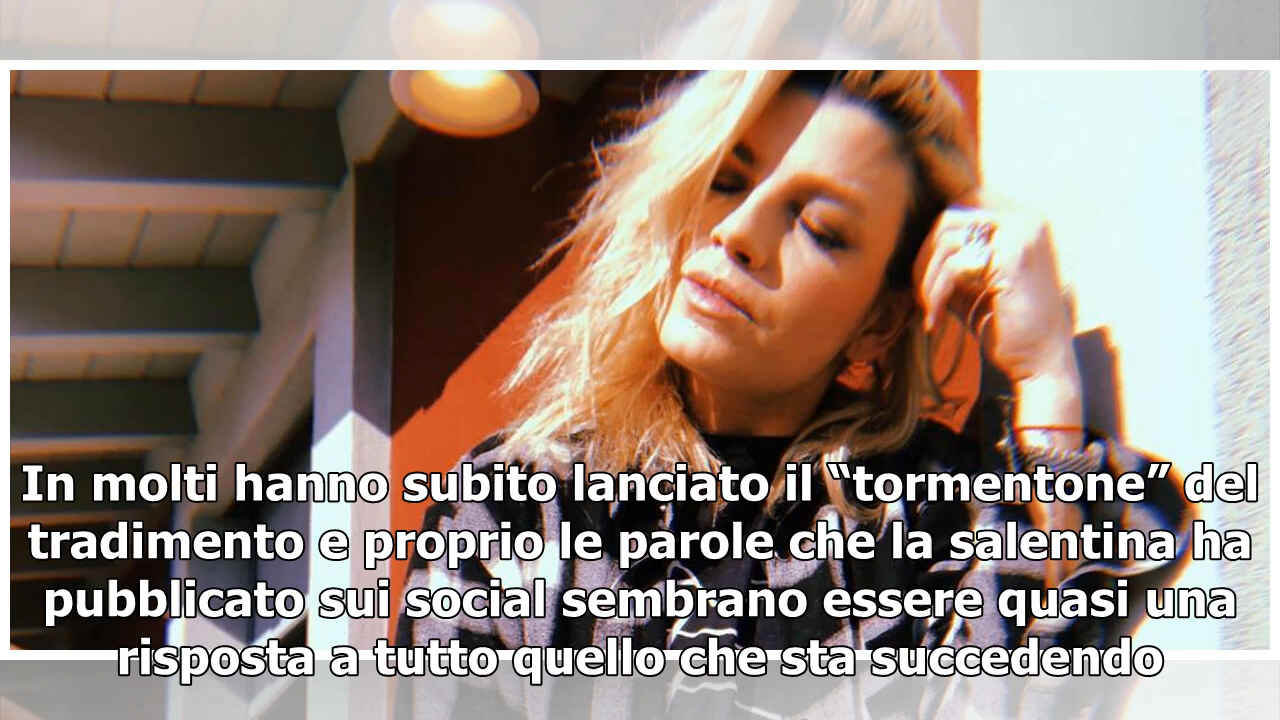 In molti hanno subito lanciato il “tormentone” del
tradimento e proprio le parole che la salentina ha
pubblicato sui social sembrano essere quasi una
risposta a tutto quello che sta succedendo